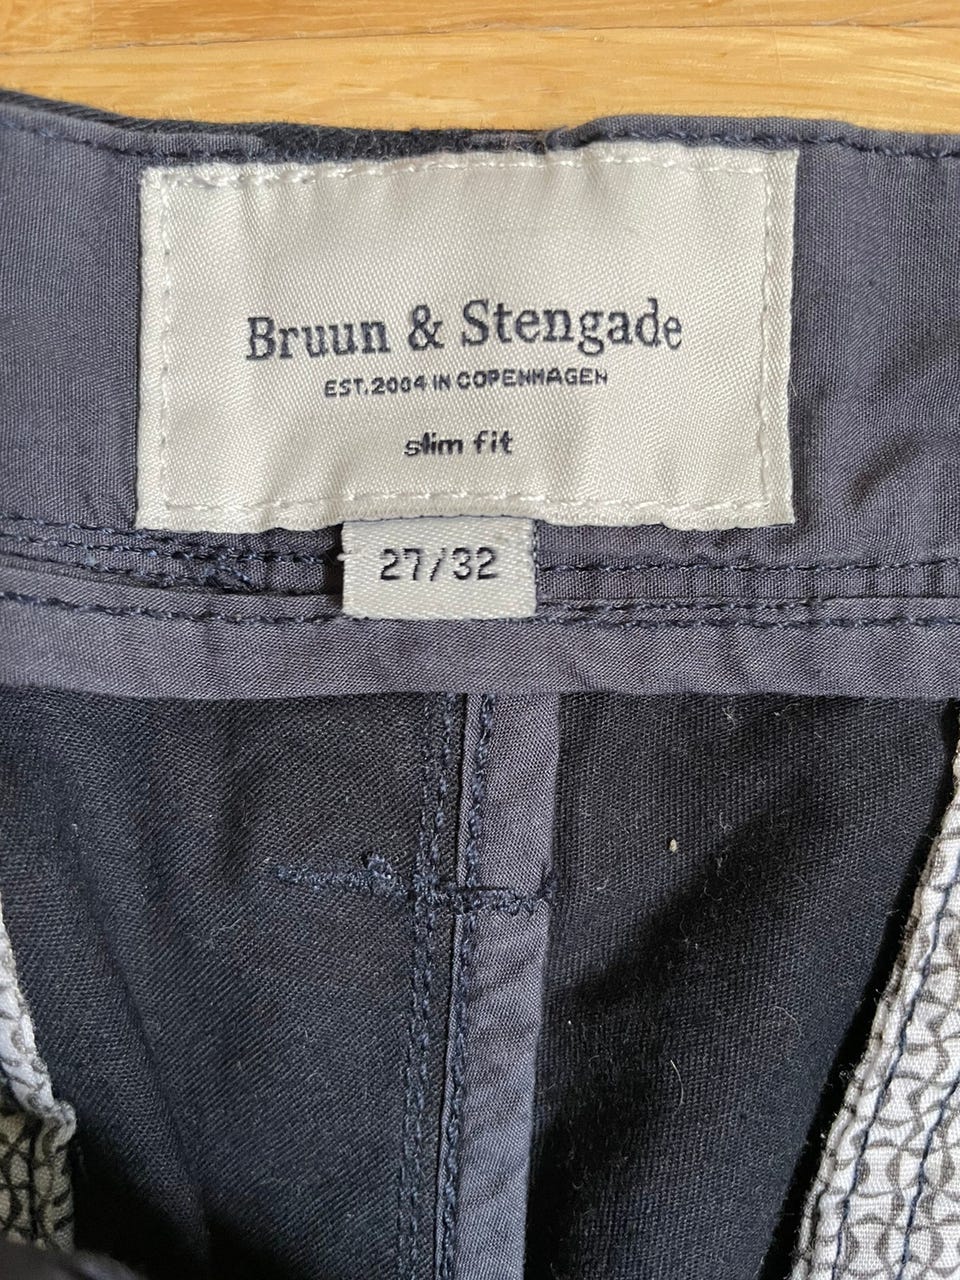 Bruun & Stengade
EST. 2004 IN COPENHAGEN
slim fit
27/32